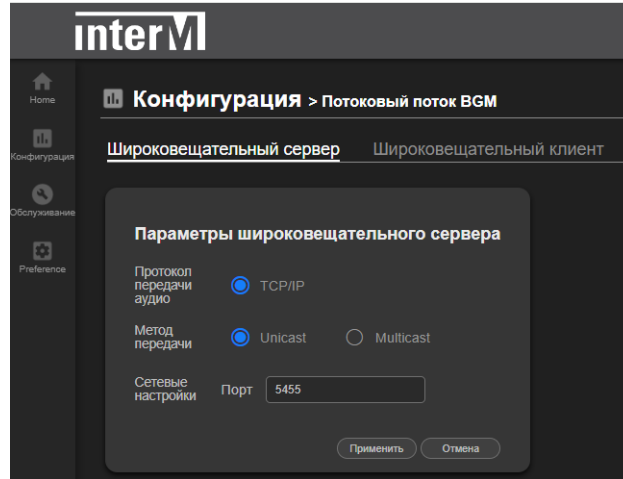 interM
Home
Конфигурация
Обслуживание
Preference
Конфигурация > Потоковый поток BGM
Широковещательный сервер
Широковещательный клиент
Параметры широковещательного сервера
Протокол
передачи
аудио
TCP/IP
Метод
передачи
Unicast
Multicast
Сетевые
настройки
Порт
5455
Применить
Отмена